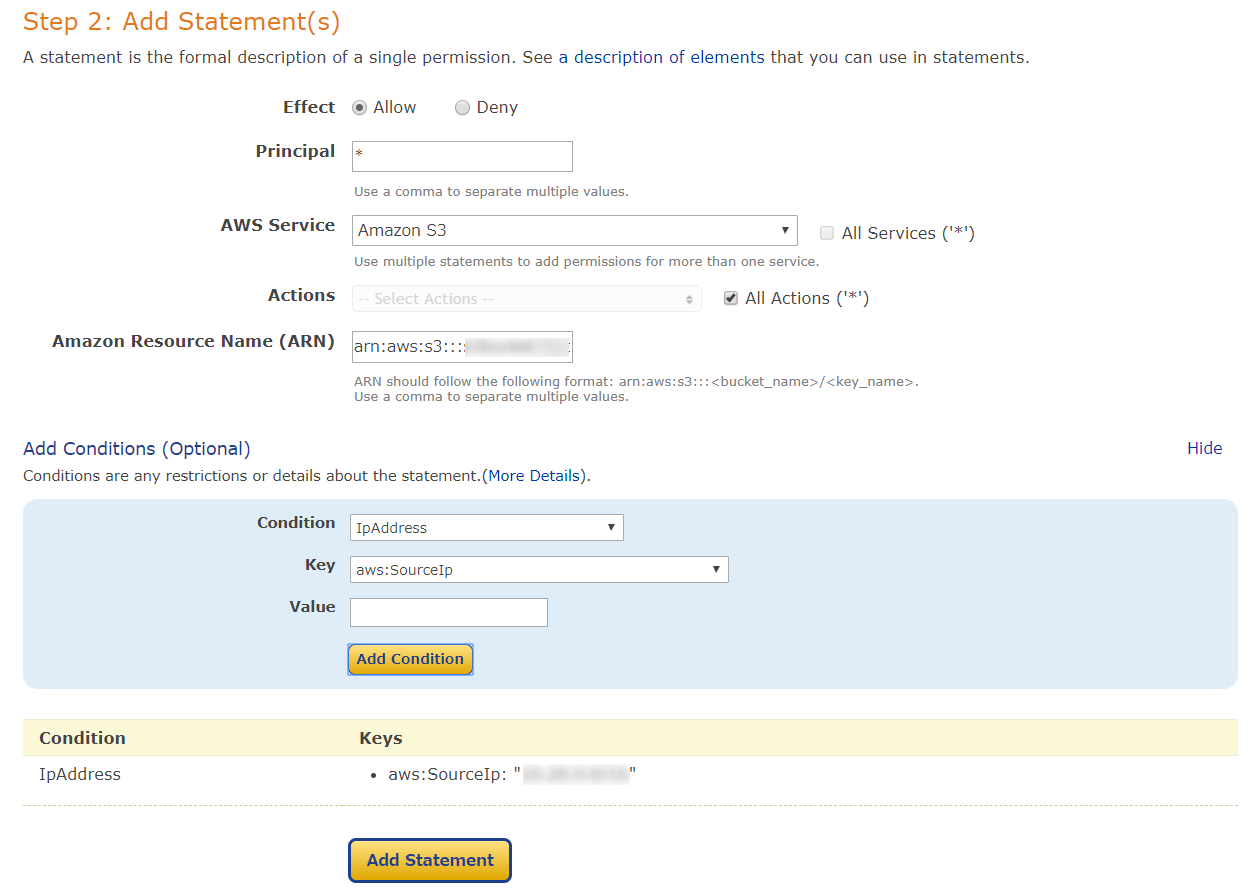 Step 2: Add Statement(s)
A statement is the formal description of a single permission. See a description of elements that you can use in statements.
Effect Allow Deny
Principal *
Use a comma to separate multiple values.
AWS Service Amazon S3 All Services ('*')
Use multiple statements to add permissions for more than one service.
Actions -- Select Actions -- All Actions ('*')
Amazon Resource Name (ARN) arn:aws:s3:::
ARN should follow the following format: arn:aws:s3:::<bucket_name>/<key_name>.
Use a comma to separate multiple values.
Add Conditions (Optional) Hide
Conditions are any restrictions or details about the statement.(More Details).
Condition IpAddress
Key aws:SourceIp
Value
Add Condition
Condition Keys
IpAddress • aws:SourceIp: " "
Add Statement